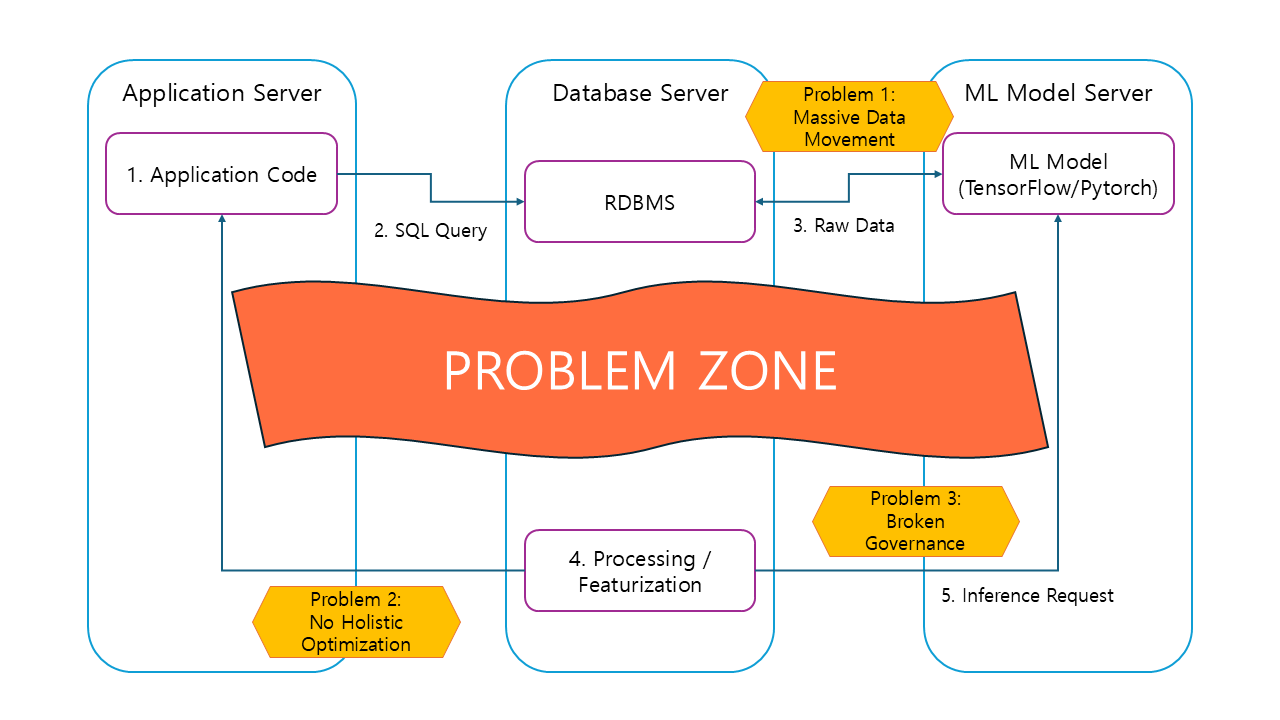 Application Server
1. Application Code
2. SQL Query
Database Server
RDBMS
Problem 1:
Massive Data
Movement
3. Raw Data
ML Model Server
ML Model
(TensorFlow/Pytorch)
PROBLEM ZONE
4. Processing /
Featurization
Problem 3:
Broken
Governance
5. Inference Request
Problem 2:
No Holistic
Optimization